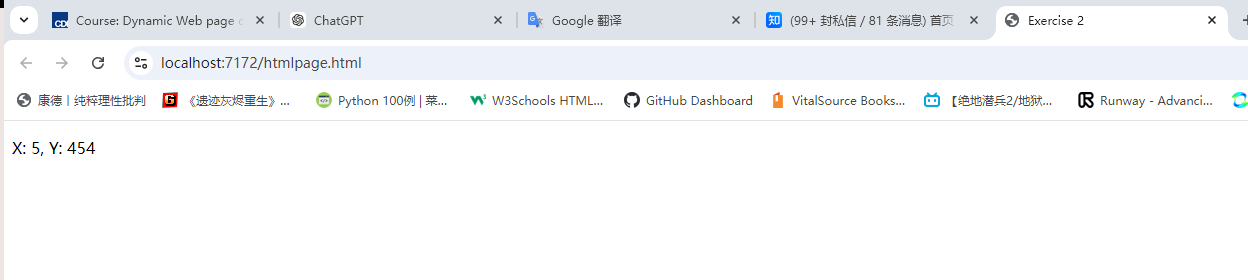 Course: Dynamic Web page ChatGPT Google 翻译 (99+ 封私信 / 81 条消息) 首页 Exercise 2
localhost:7172/htmlpage.html
康德丨纯粹理性批判 《遗迹灰烬重生》... Python 100例 | 菜... W3Schools HTML... GitHub Dashboard VitalSource Books... 【绝地潜兵2/地狱... Runway - Advanci...
X: 5, Y: 454